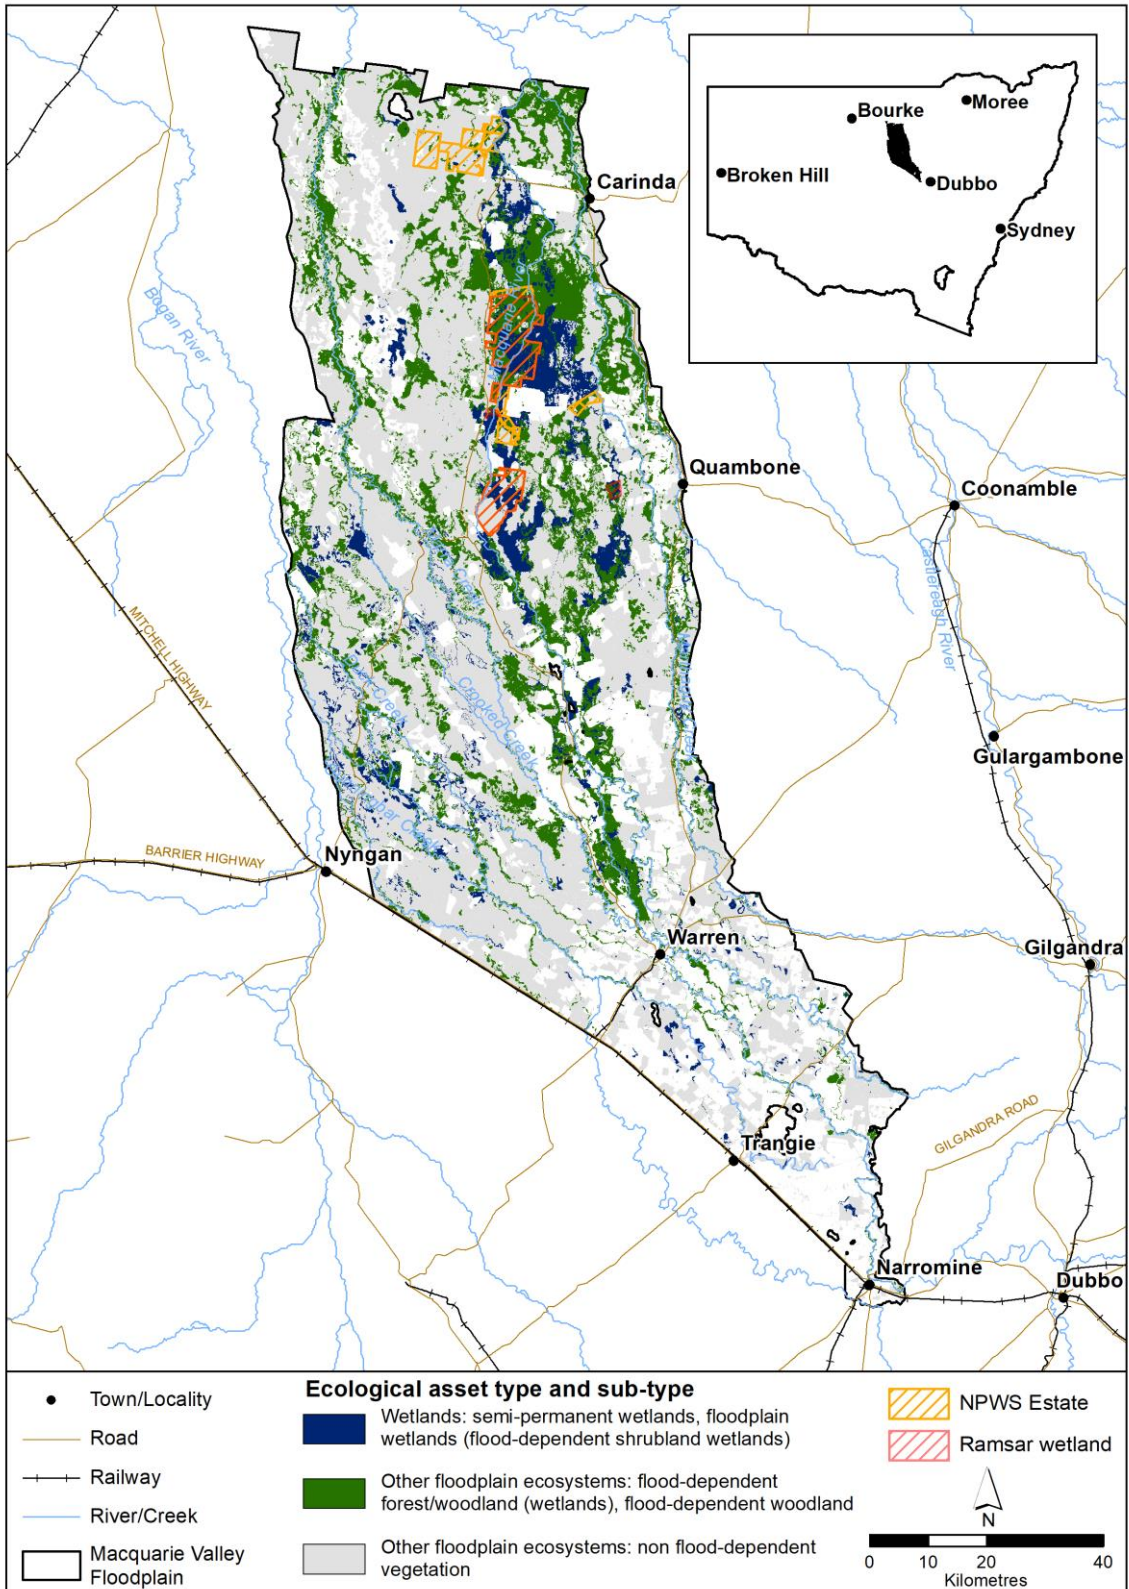 Bourke
Moree
Broken Hill
Dubbo
Sydney
Carinda
Bogan River
Macquarie River
Quambone
Coonamble
Castlereagh River
MITCHELL HIGHWAY
Crooked Creek
Gulargambone
BARRIER HIGHWAY
Nyngan
Warren
Gilgandra
GILGANDRA ROAD
Trangie
Narromine
Dubbo
Town/Locality
Road
Railway
River/Creek
Macquarie Valley
Floodplain
Ecological asset type and sub-type
Wetlands: semi-permanent wetlands, floodplain
wetlands (flood-dependent shrubland wetlands)
Other floodplain ecosystems: flood-dependent
forest/woodland (wetlands), flood-dependent woodland
Other floodplain ecosystems: non flood-dependent
vegetation
NPWS Estate
Ramsar wetland
N
0 10 20 40
Kilometres